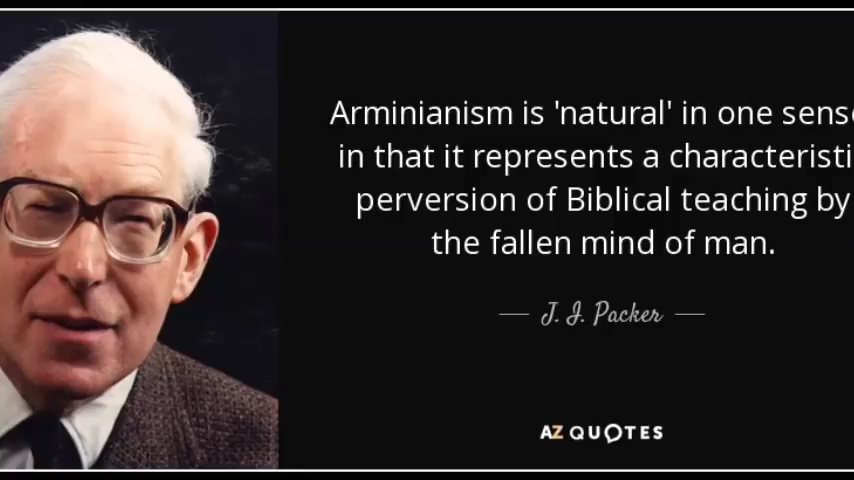 Arminianism is 'natural' in one sense
in that it represents a characteristi
perversion of Biblical teaching by
the fallen mind of man.
J. I. Packer
AZ QUOTES